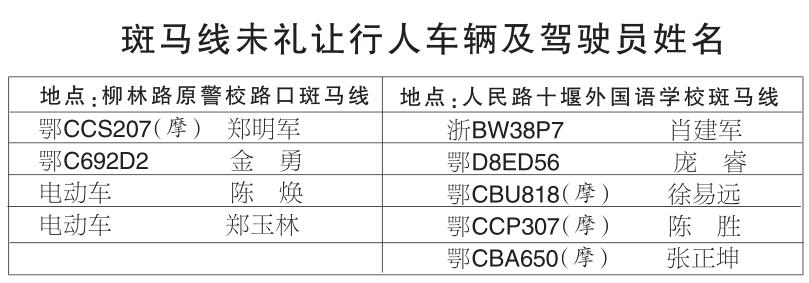 斑马线未礼让行人车辆及驾驶员姓名
地点:柳林路原警校路口斑马线
鄂CCS207(摩) 郑明军
鄂C692D2 金 勇
电动车 陈 焕
电动车 郑玉林
地点:人民路十堰外国语学校斑马线
浙BW38P7 肖建军
鄂D8ED56 庞 睿
鄂CBU818(摩) 徐易远
鄂CCP307(摩) 陈 胜
鄂CBA650(摩) 张正坤